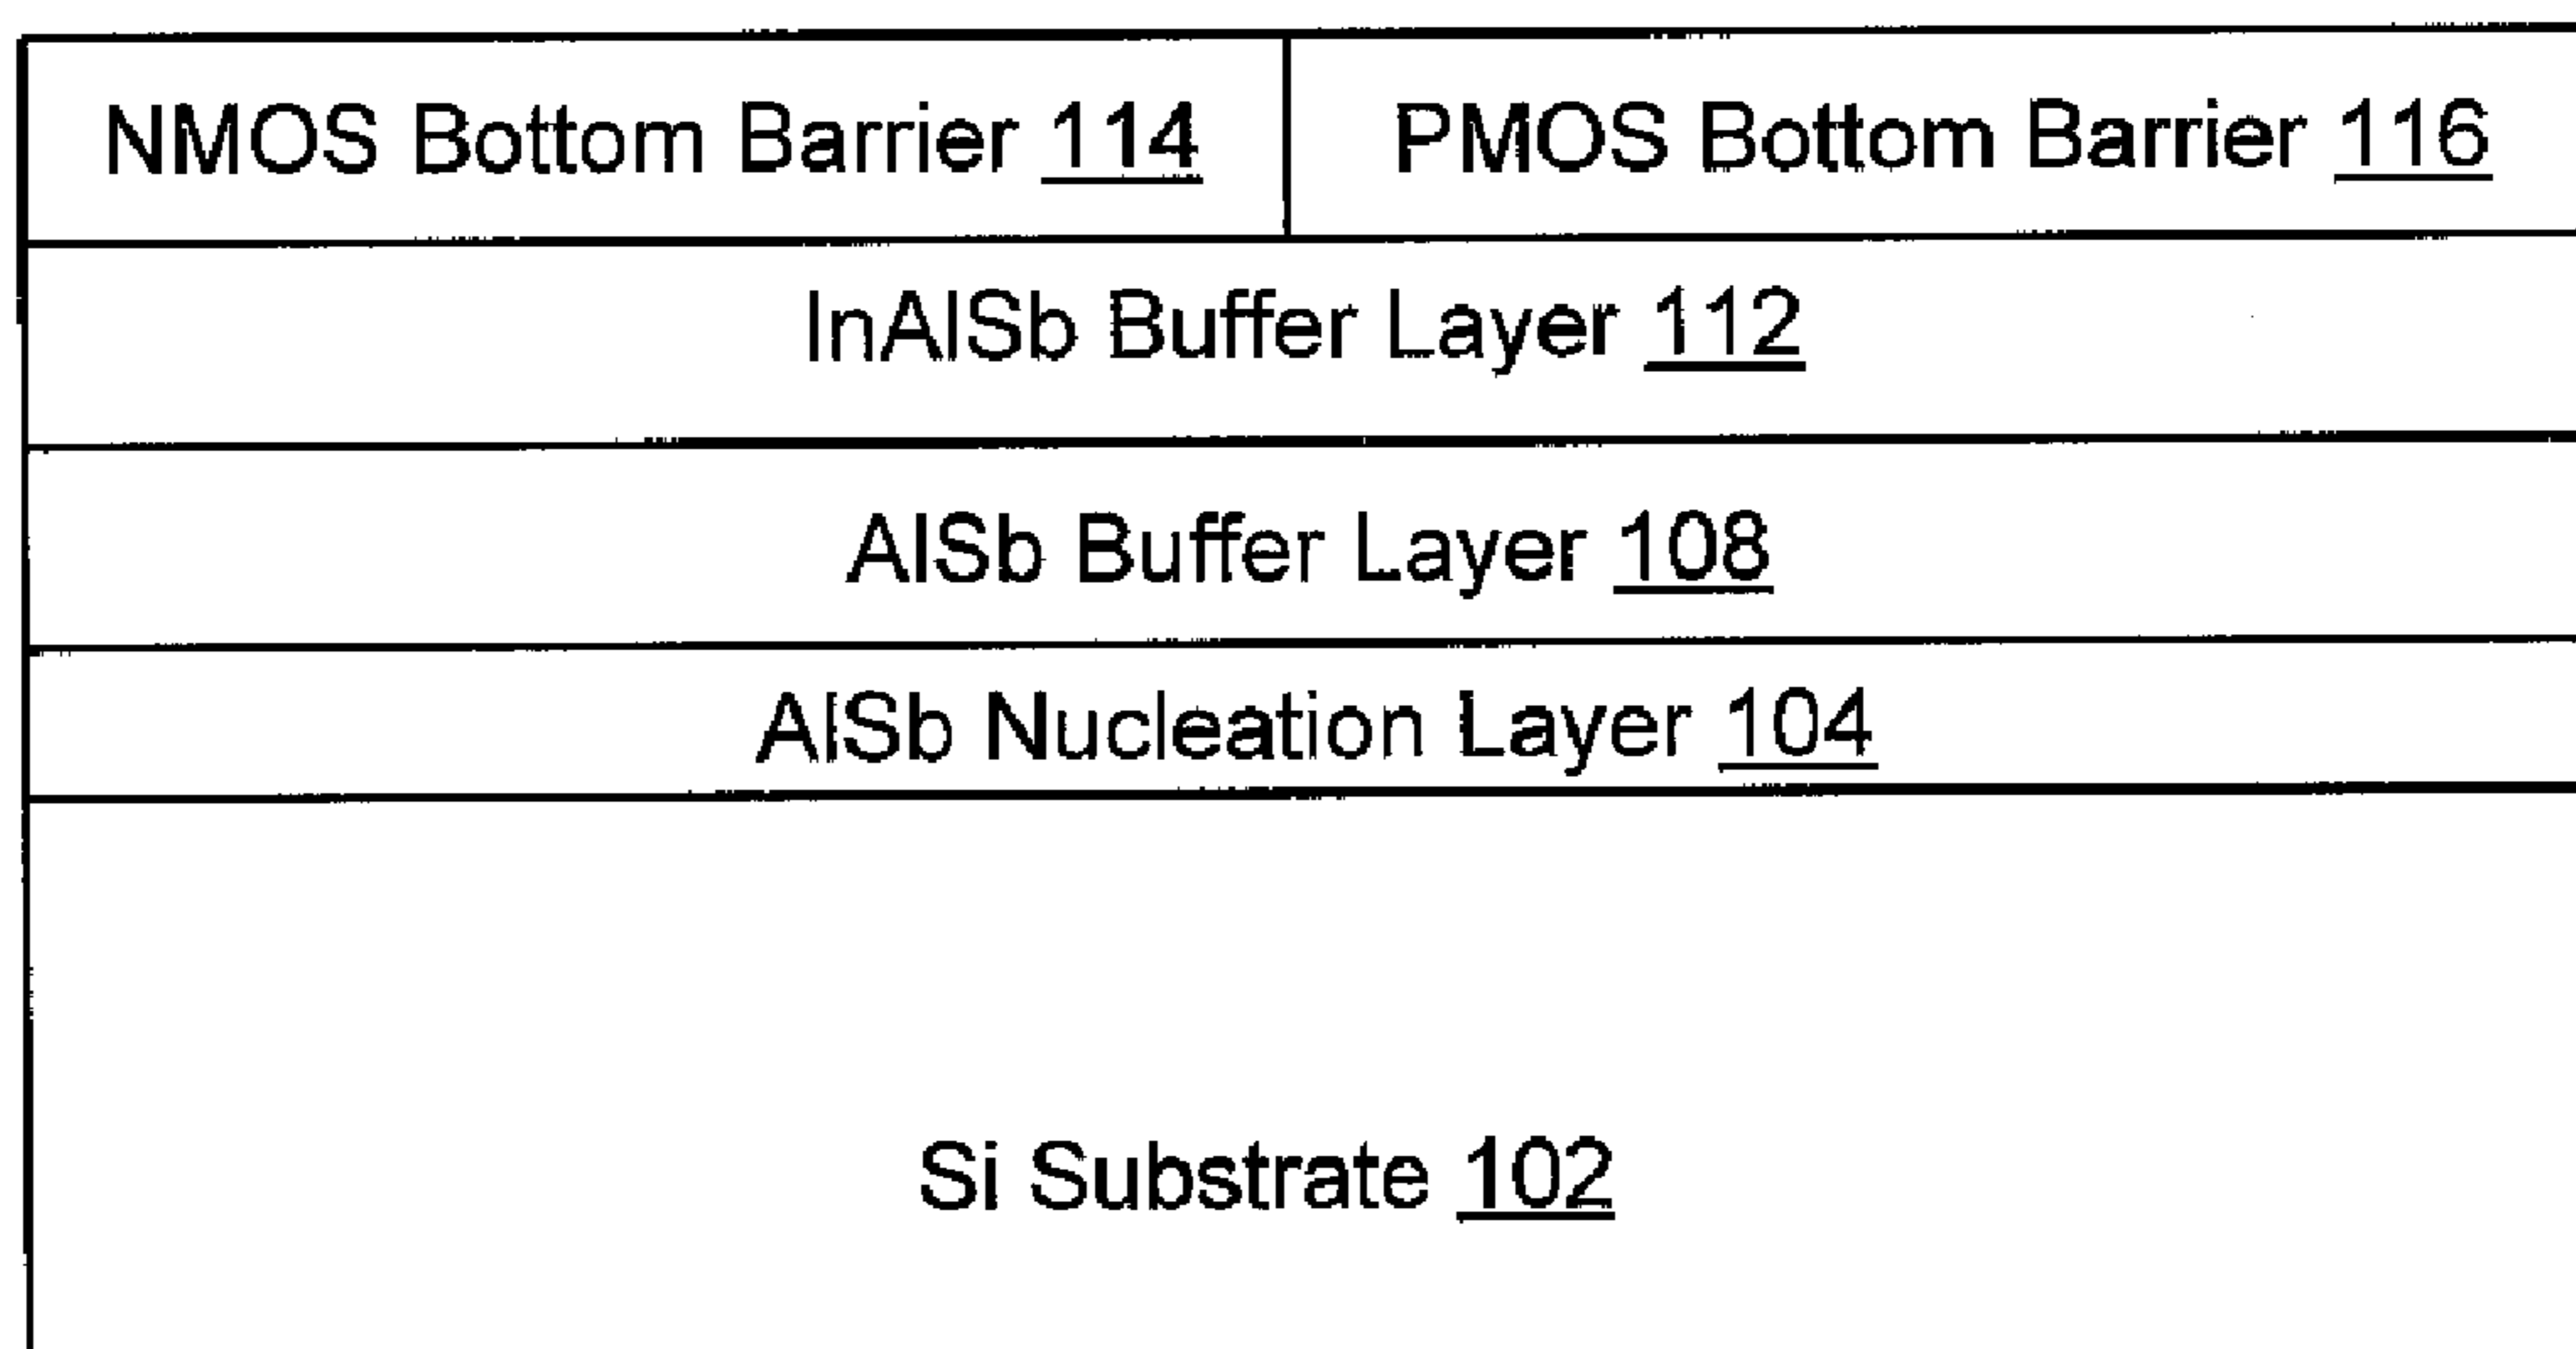 NMOS Bottom Barrier 114
PMOS Bottom Barrier 116
InAlSb Buffer Layer 112
AlSb Buffer Layer 108
AlSb Nucleation Layer 104
Si Substrate 102